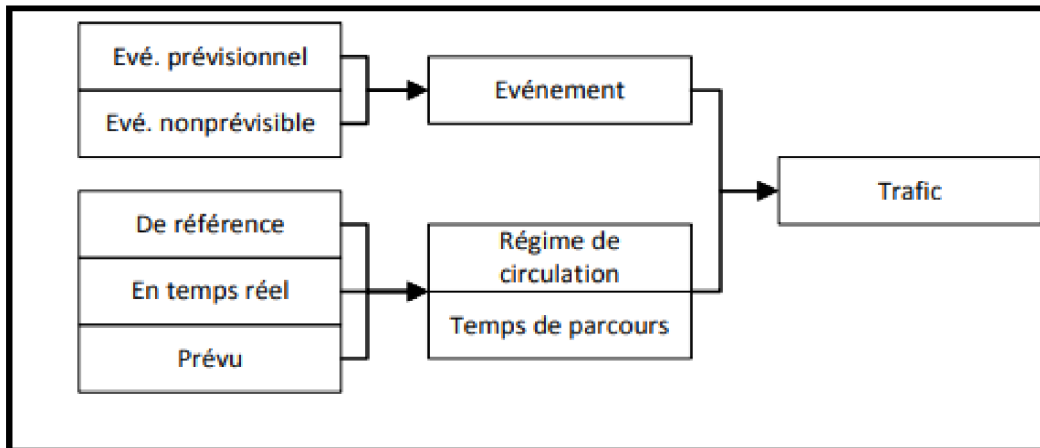 Evé. prévisionnel
Evé. nonprévisible
Evénement
De référence
En temps réel
Prévu
Régime de
circulation
Temps de parcours
Trafic